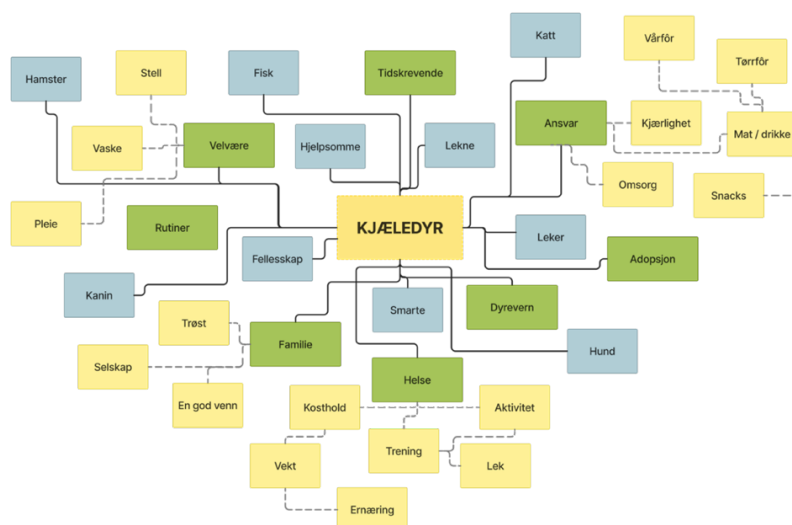 Katt
Vårfôr
Tørrfôr
Hamster
Stell
Fisk
Tidskrevende
Ansvar
Kjærlighet
Mat / drikke
Vaske
Velvære
Hjelpsomme
Lekne
Omsorg
Snacks
Pleie
Rutiner
KJÆLEDYR
Leker
Fellesskap
Adopsjon
Kanin
Trøst
Smarte
Dyrevern
Selskap
Familie
Hund
En god venn
Helse
Kosthold
Aktivitet
Trening
Vekt
Lek
Ernæring